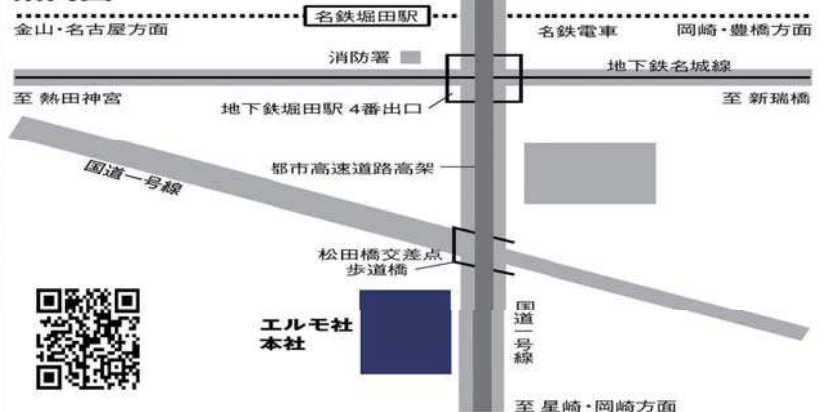 名鉄堀田駅
金山・名古屋方面
名鉄電車
岡崎・豊橋方面
消防署
地下鉄名城線
至 熱田神宮
地下鉄堀田駅 4番出口
至 新瑞橋
国道一号線
都市高速道路高架
松田橋交差点
歩道橋
エルモ社
本社
国道一号線
至 星崎・岡崎方面